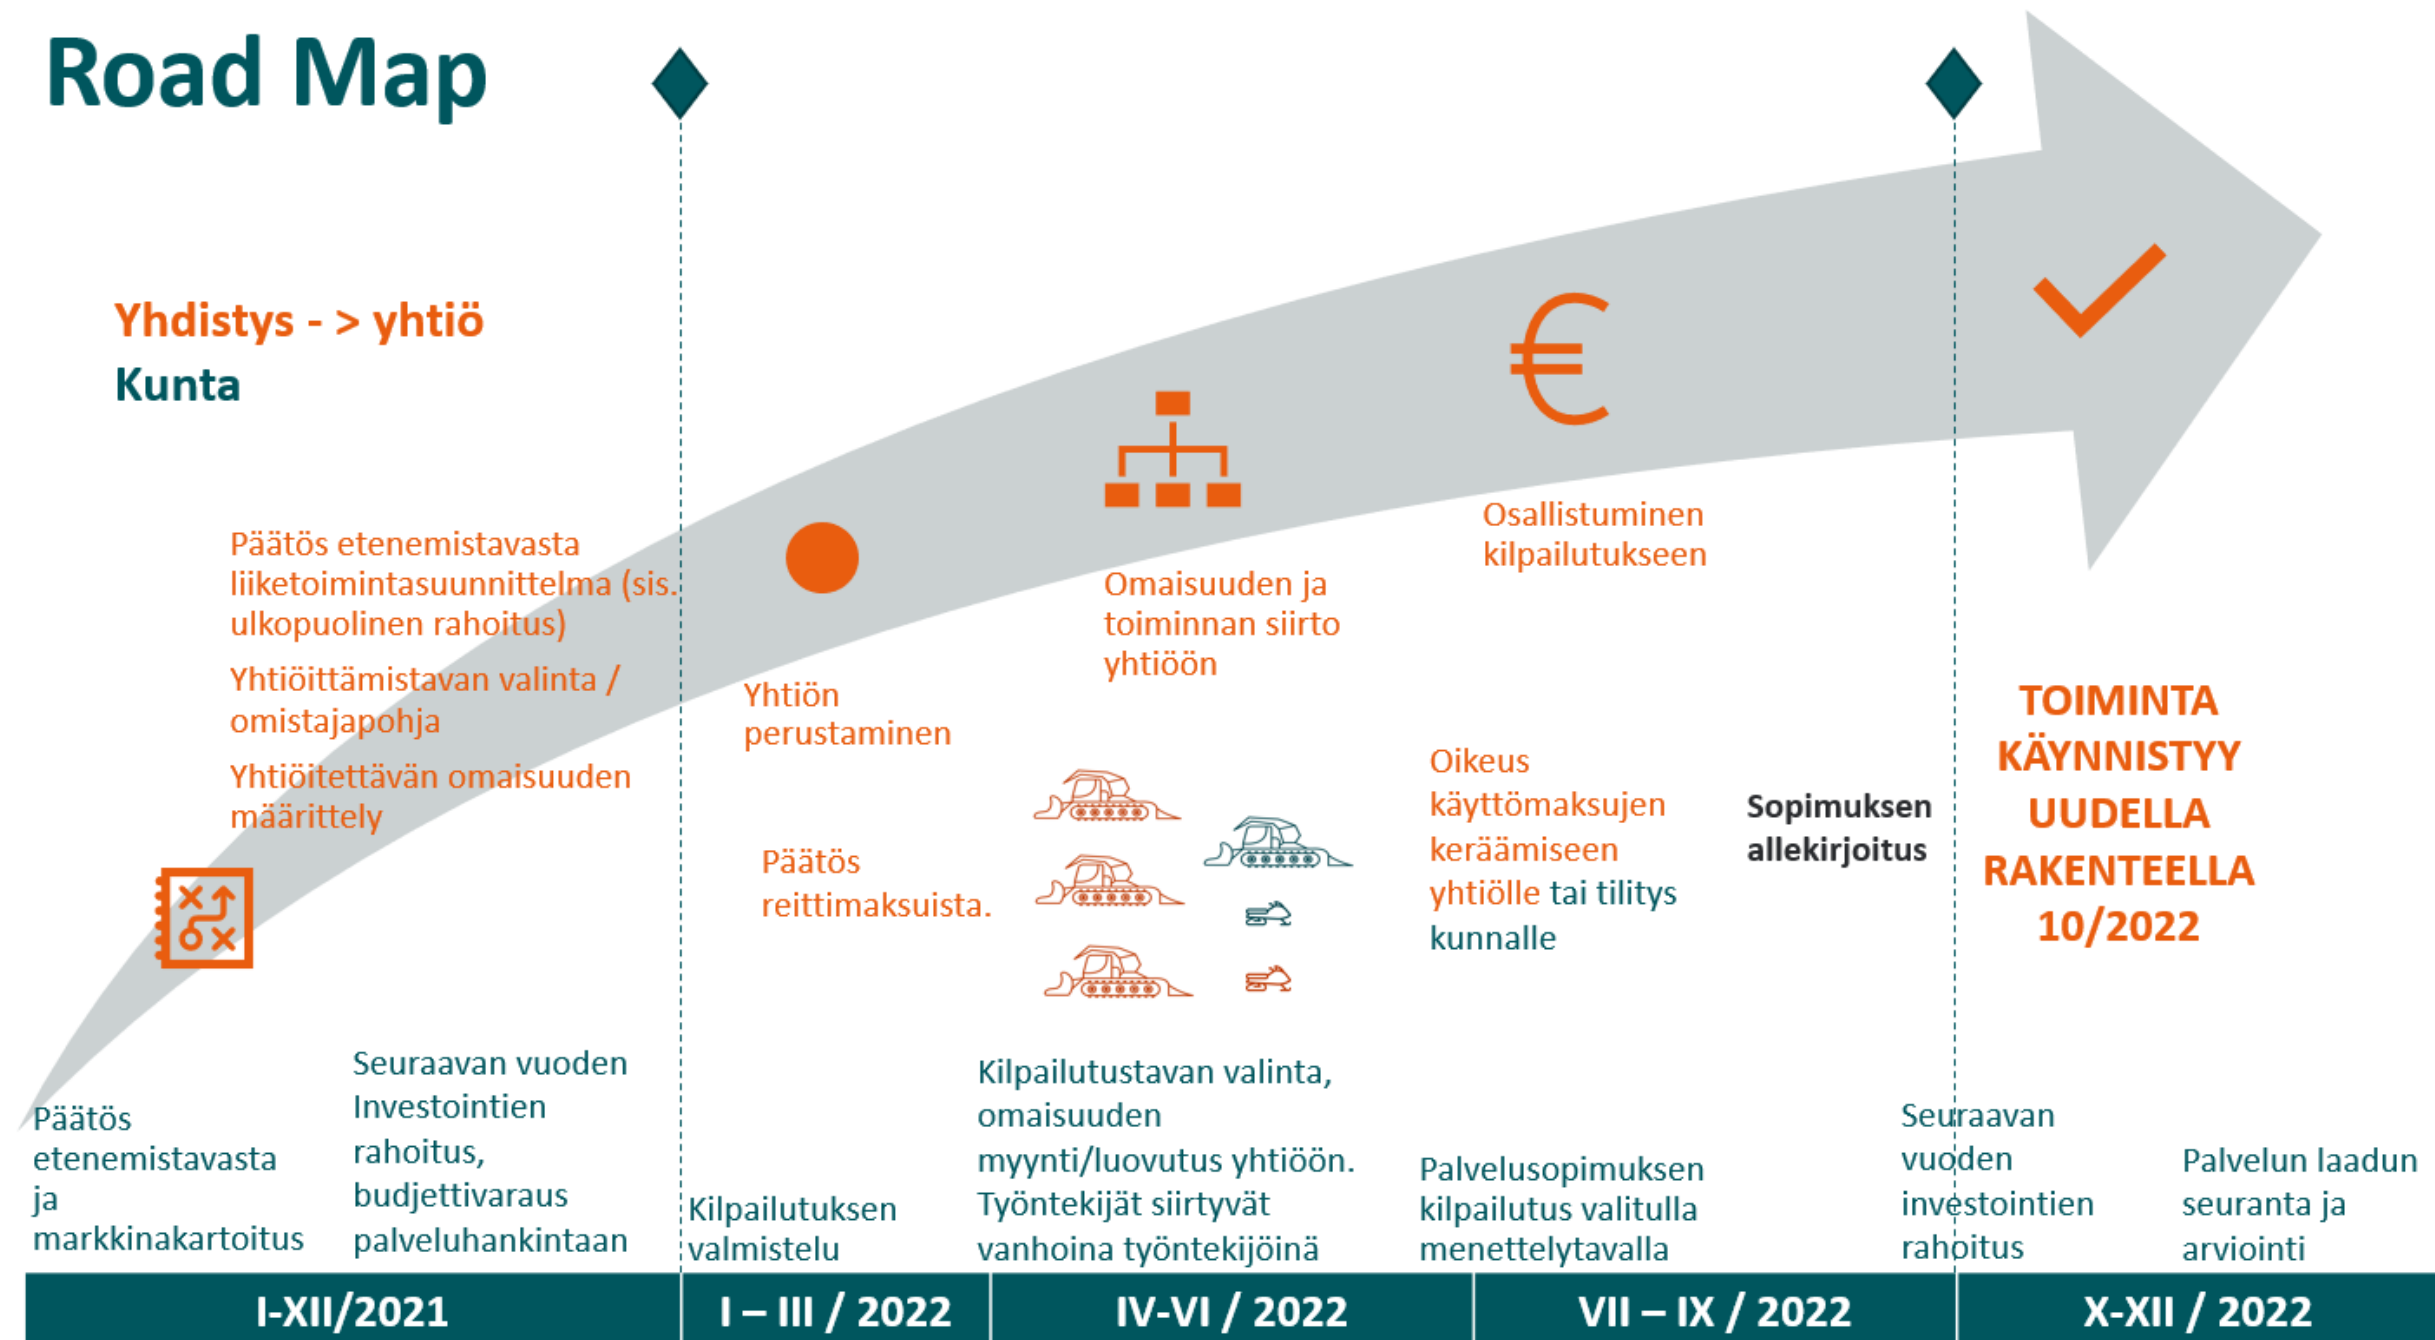 Road Map
Yhdistys - > yhtiö
Kunta
Päätös etenemistavasta
liiketoimintasuunnittelma (sis.
ulkopuolinen rahoitus)
Yhtiöittämistavan valinta /
omistajapohja
Yhtiöitettävän omaisuuden
määrittely
Yhtiön
perustaminen
Päätös
reittimaksuista.
Omaisuuden ja
toiminnan siirto
yhtiöön
Osallistuminen
kilpailutukseen
Oikeus
käyttömaksujen
keräämiseen
yhtiölle tai tilitys
kunnalle
Sopimuksen
allekirjoitus
TOIMINTA
KÄYNNISTYY
UUDELLA
RAKENTEELLA
10/2022
Päätös
etenemistavasta
ja
markkinakartoitus
Seuraavan vuoden
Investointien
rahoitus,
budjettivaraus
palveluhankintaan
Kilpailutuksen
valmistelu
Kilpailutustavan valinta,
omaisuuden
myynti/luovutus yhtiöön.
Työntekijät siirtyvät
vanhoina työntekijöinä
Palvelusopimuksen
kilpailutus valitulla
menettelytavalla
Seuraavan
vuoden
investointien
rahoitus
Palvelun laadun
seuranta ja
arviointi
I-XII/2021
I – III / 2022
IV-VI / 2022
VII – IX / 2022
X-XII / 2022